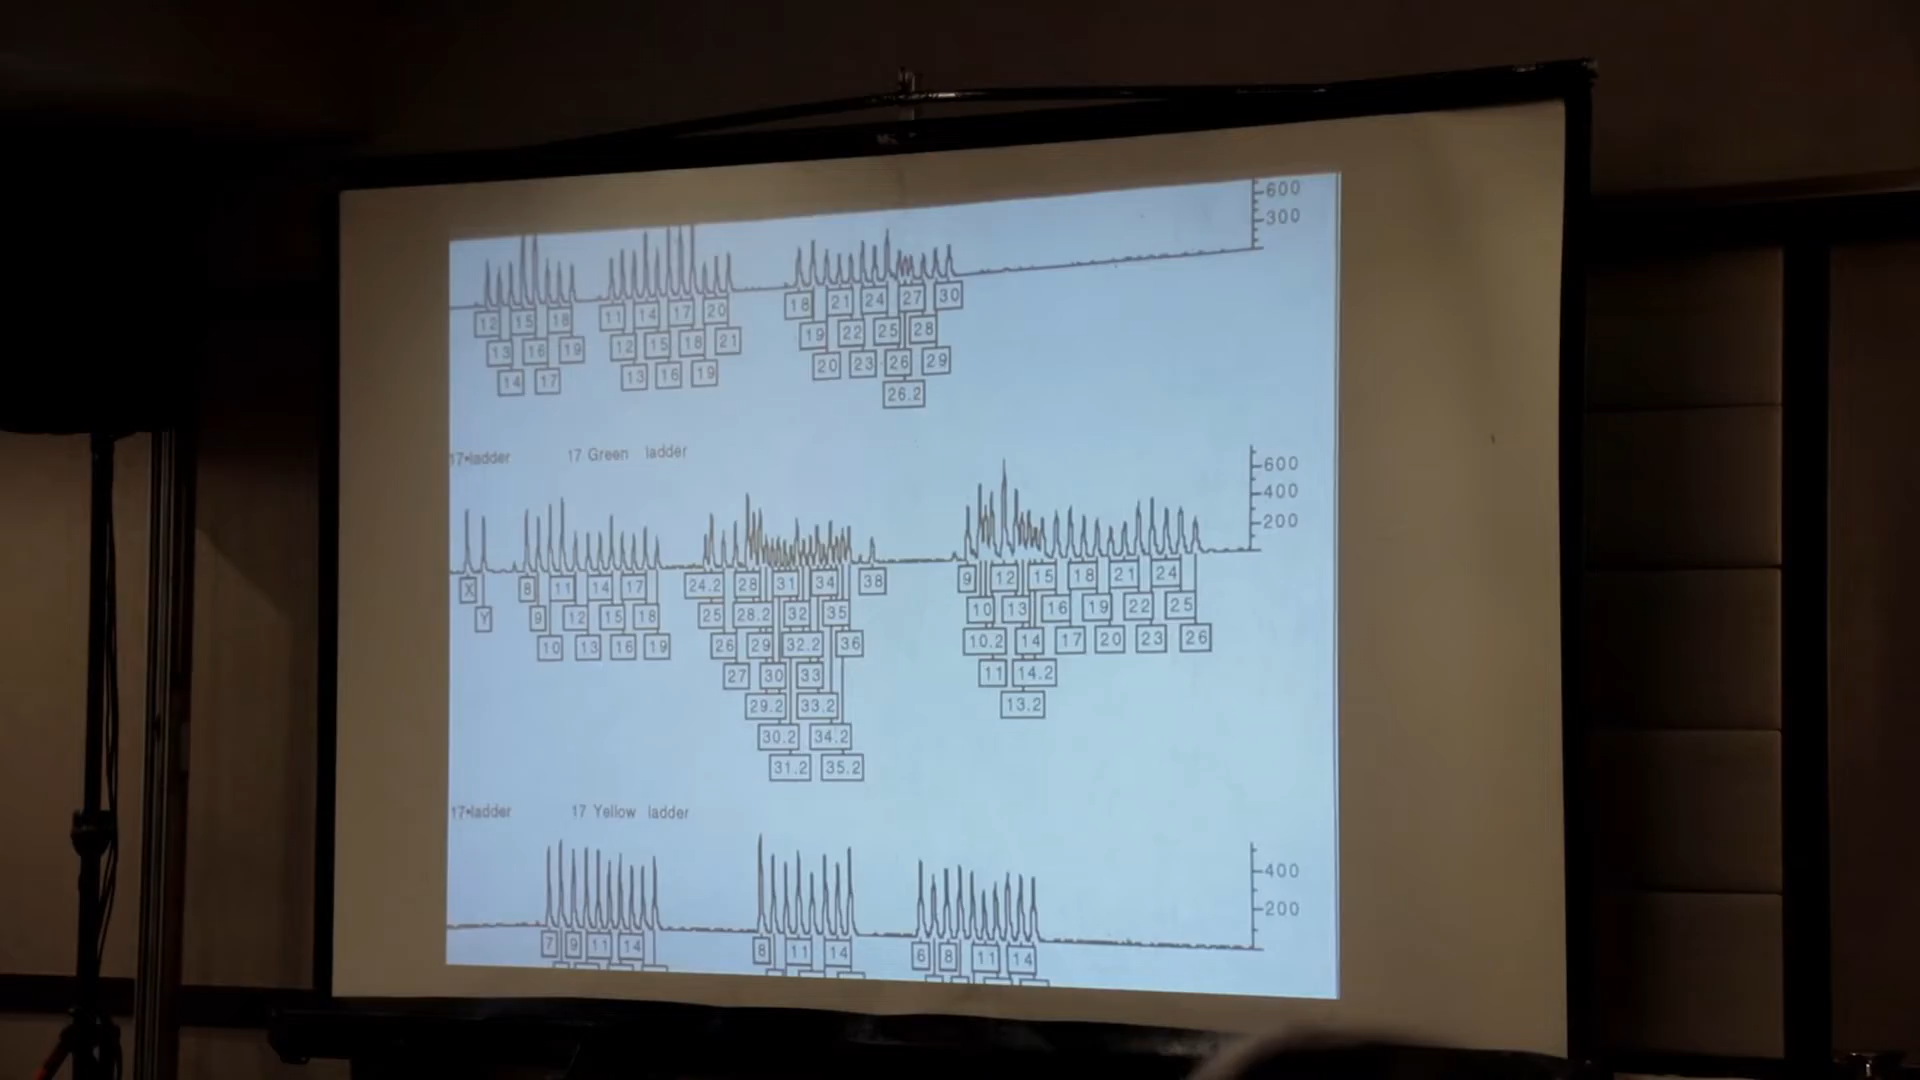 600
300
12 15 18 11 14 17 20 18 21 24 27 30
13 16 19 12 15 18 21 19 22 25 28
14 17 13 16 19 20 23 26 29
26.2
17•ladder 17 Green ladder
600
400
200
X 8 11 14 17 24.2 28 31 34 38 9 12 15 18 21 24
Y 9 12 15 18 25 28.2 32 35 10 13 16 19 22 25
10 13 16 19 26 29 32.2 36 10.2 14 17 20 23 26
27 30 33 11 14.2
29.2 33.2 13.2
30.2 34.2
31.2 35.2
17•ladder 17 Yellow ladder
400
200
7 9 11 14 8 11 14 6 8 11 14